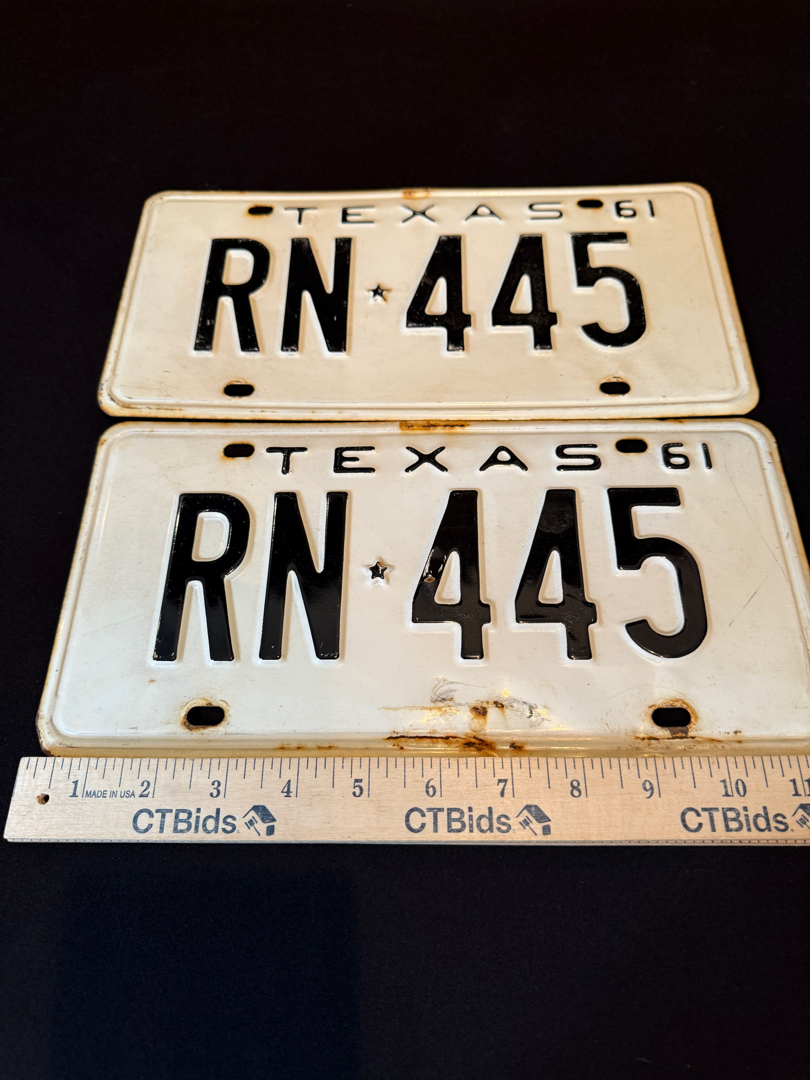 TEXAS 61
RN★445
TEXAS 61
RN★445
1 MADE IN USA 2 3 4 5 6 7 8 9 10 11
CTBids CTBids CTBids